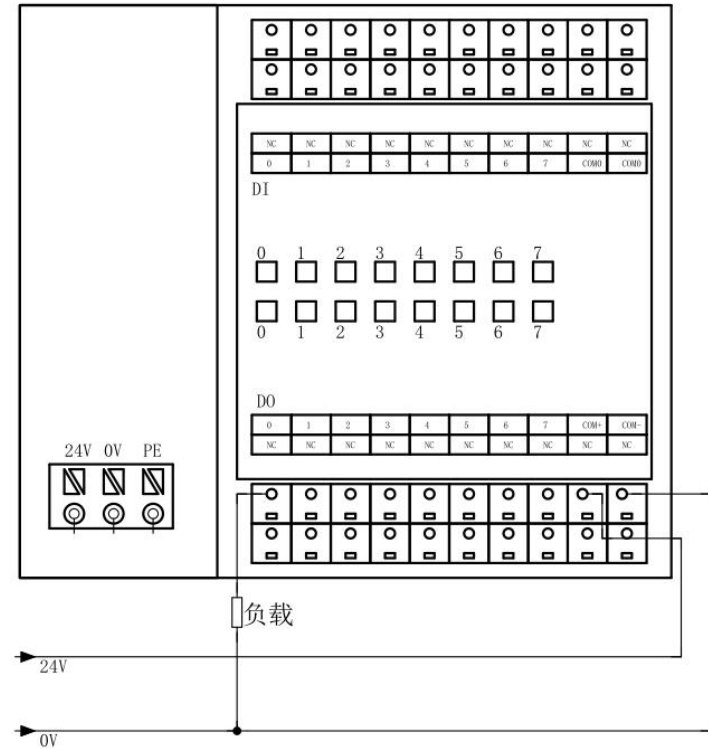 NC NC NC NC NC NC NC NC NC NC
0 1 2 3 4 5 6 7 COM0 COM0
DI
0 1 2 3 4 5 6 7
0 1 2 3 4 5 6 7
DO
0 1 2 3 4 5 6 7 COM+ COM-
NC NC NC NC NC NC NC NC NC NC
24V 0V PE
负载
24V
0V